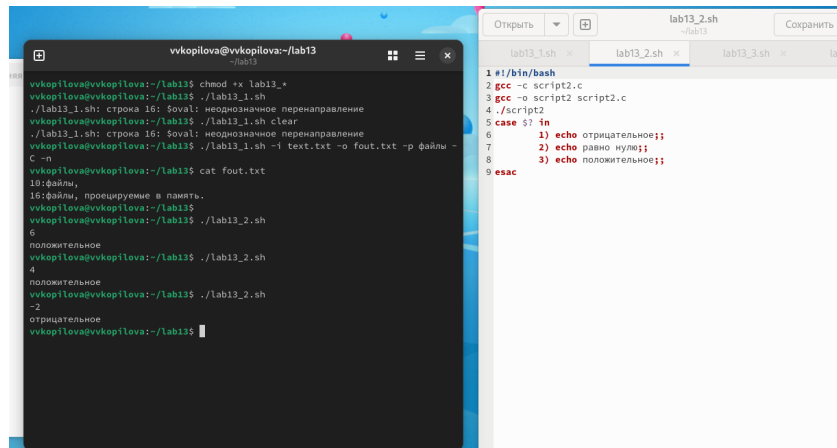 vvkopilova@vvkopilova:~/lab13
~/lab13
vvkopilova@vvkopilova:~/lab13$ chmod +x lab13_*
vvkopilova@vvkopilova:~/lab13$ ./lab13_1.sh
./lab13_1.sh: строка 16: $oval: неоднозначное перенаправление
vvkopilova@vvkopilova:~/lab13$ ./lab13_1.sh clear
./lab13_1.sh: строка 16: $oval: неоднозначное перенаправление
vvkopilova@vvkopilova:~/lab13$ ./lab13_1.sh -i text.txt -o fout.txt -p файлы -
C -n
vvkopilova@vvkopilova:~/lab13$ cat fout.txt
10:файлы,
16:файлы, проецируемые в память.
vvkopilova@vvkopilova:~/lab13$
vvkopilova@vvkopilova:~/lab13$ ./lab13_2.sh
6
положительное
vvkopilova@vvkopilova:~/lab13$ ./lab13_2.sh
4
положительное
vvkopilova@vvkopilova:~/lab13$ ./lab13_2.sh
-2
отрицательное
vvkopilova@vvkopilova:~/lab13$
Открыть
lab13_2.sh
~/lab13
Сохранить
lab13_1.sh × lab13_2.sh × lab13_3.sh ×
1 #!/bin/bash
2 gcc -c script2.c
3 gcc -o script2 script2.c
4 ./script2
5 case $? in
6 1) echo отрицательное;;
7 2) echo равно нулю;;
8 3) echo положительное;;
9 esac